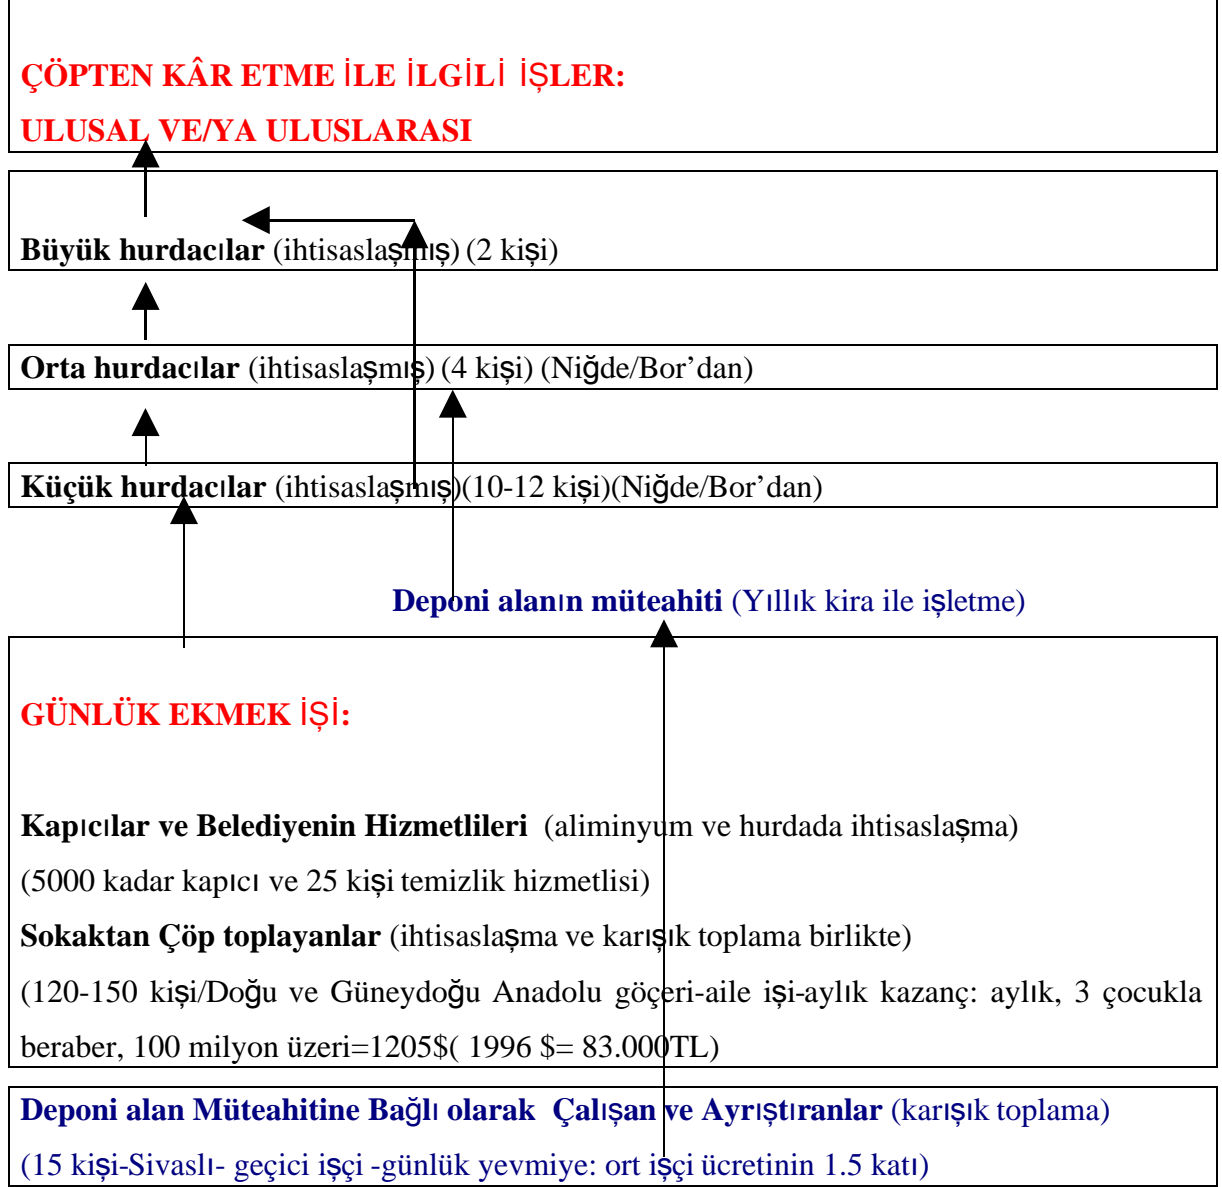 ÇÖPTEN KÂR ETME İLE İLGİLİ İŞLER:
ULUSAL VE/YA ULUSLARASI
Büyük hurdacılar (ihtisaslaşmış) (2 kişi)
Orta hurdacılar (ihtisaslaşmış) (4 kişi) (Niğde/Bor’dan)
Küçük hurdacılar (ihtisaslaşmış)(10-12 kişi)(Niğde/Bor’dan)
Deponi alanın müteahiti (Yıllık kira ile işletme)
GÜNLÜK EKMEK İŞİ:
Kapıcılar ve Belediyenin Hizmetlileri (aliminyum ve hurdada ihtisaslaşma)
(5000 kadar kapıcı ve 25 kişi temizlik hizmetlisi)
Sokaktan Çöp toplayanlar (ihtisaslaşma ve karışık toplama birlikte)
(120-150 kişi/Doğu ve Güneydoğu Anadolu göçeri-aile işi-aylık kazanç: aylık, 3 çocukla
beraber, 100 milyon üzeri=1205$( 1996 $= 83.000TL)
Deponi alan Müteahitine Bağlı olarak Çalışan ve Ayrıştıranlar (karışık toplama)
(15 kişi-Sivaslı- geçici işçi -günlük yevmiye: ort işçi ücretinin 1.5 katı)